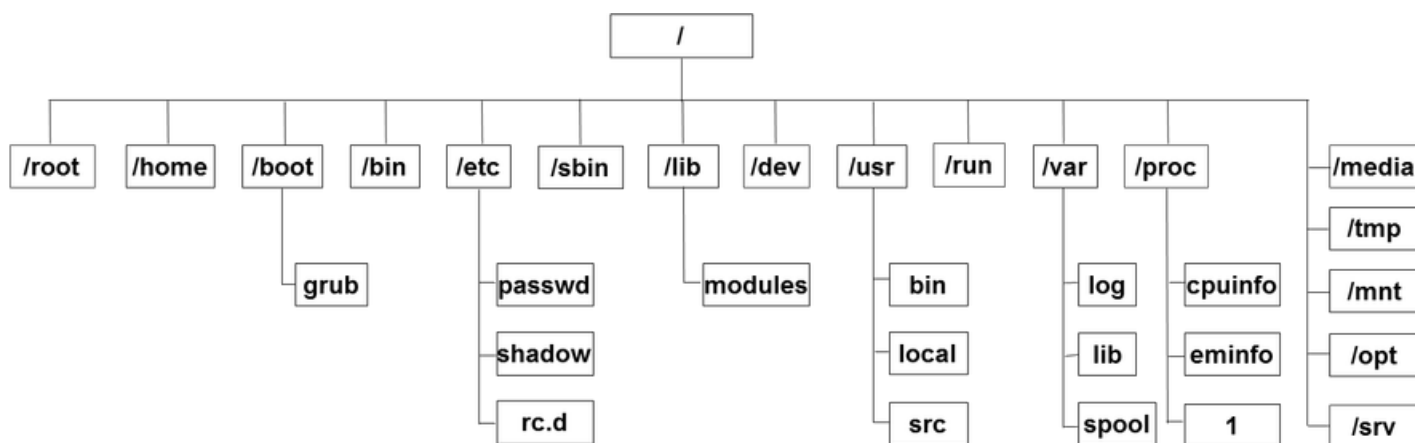 /
/root
/home
/boot
/bin
/etc
/sbin
/lib
/dev
/usr
/run
/var
/proc
/media
/tmp
grub
passwd
modules
bin
log
cpuinfo
/mnt
shadow
local
lib
eminfo
/opt
rc.d
src
spool
1
/srv